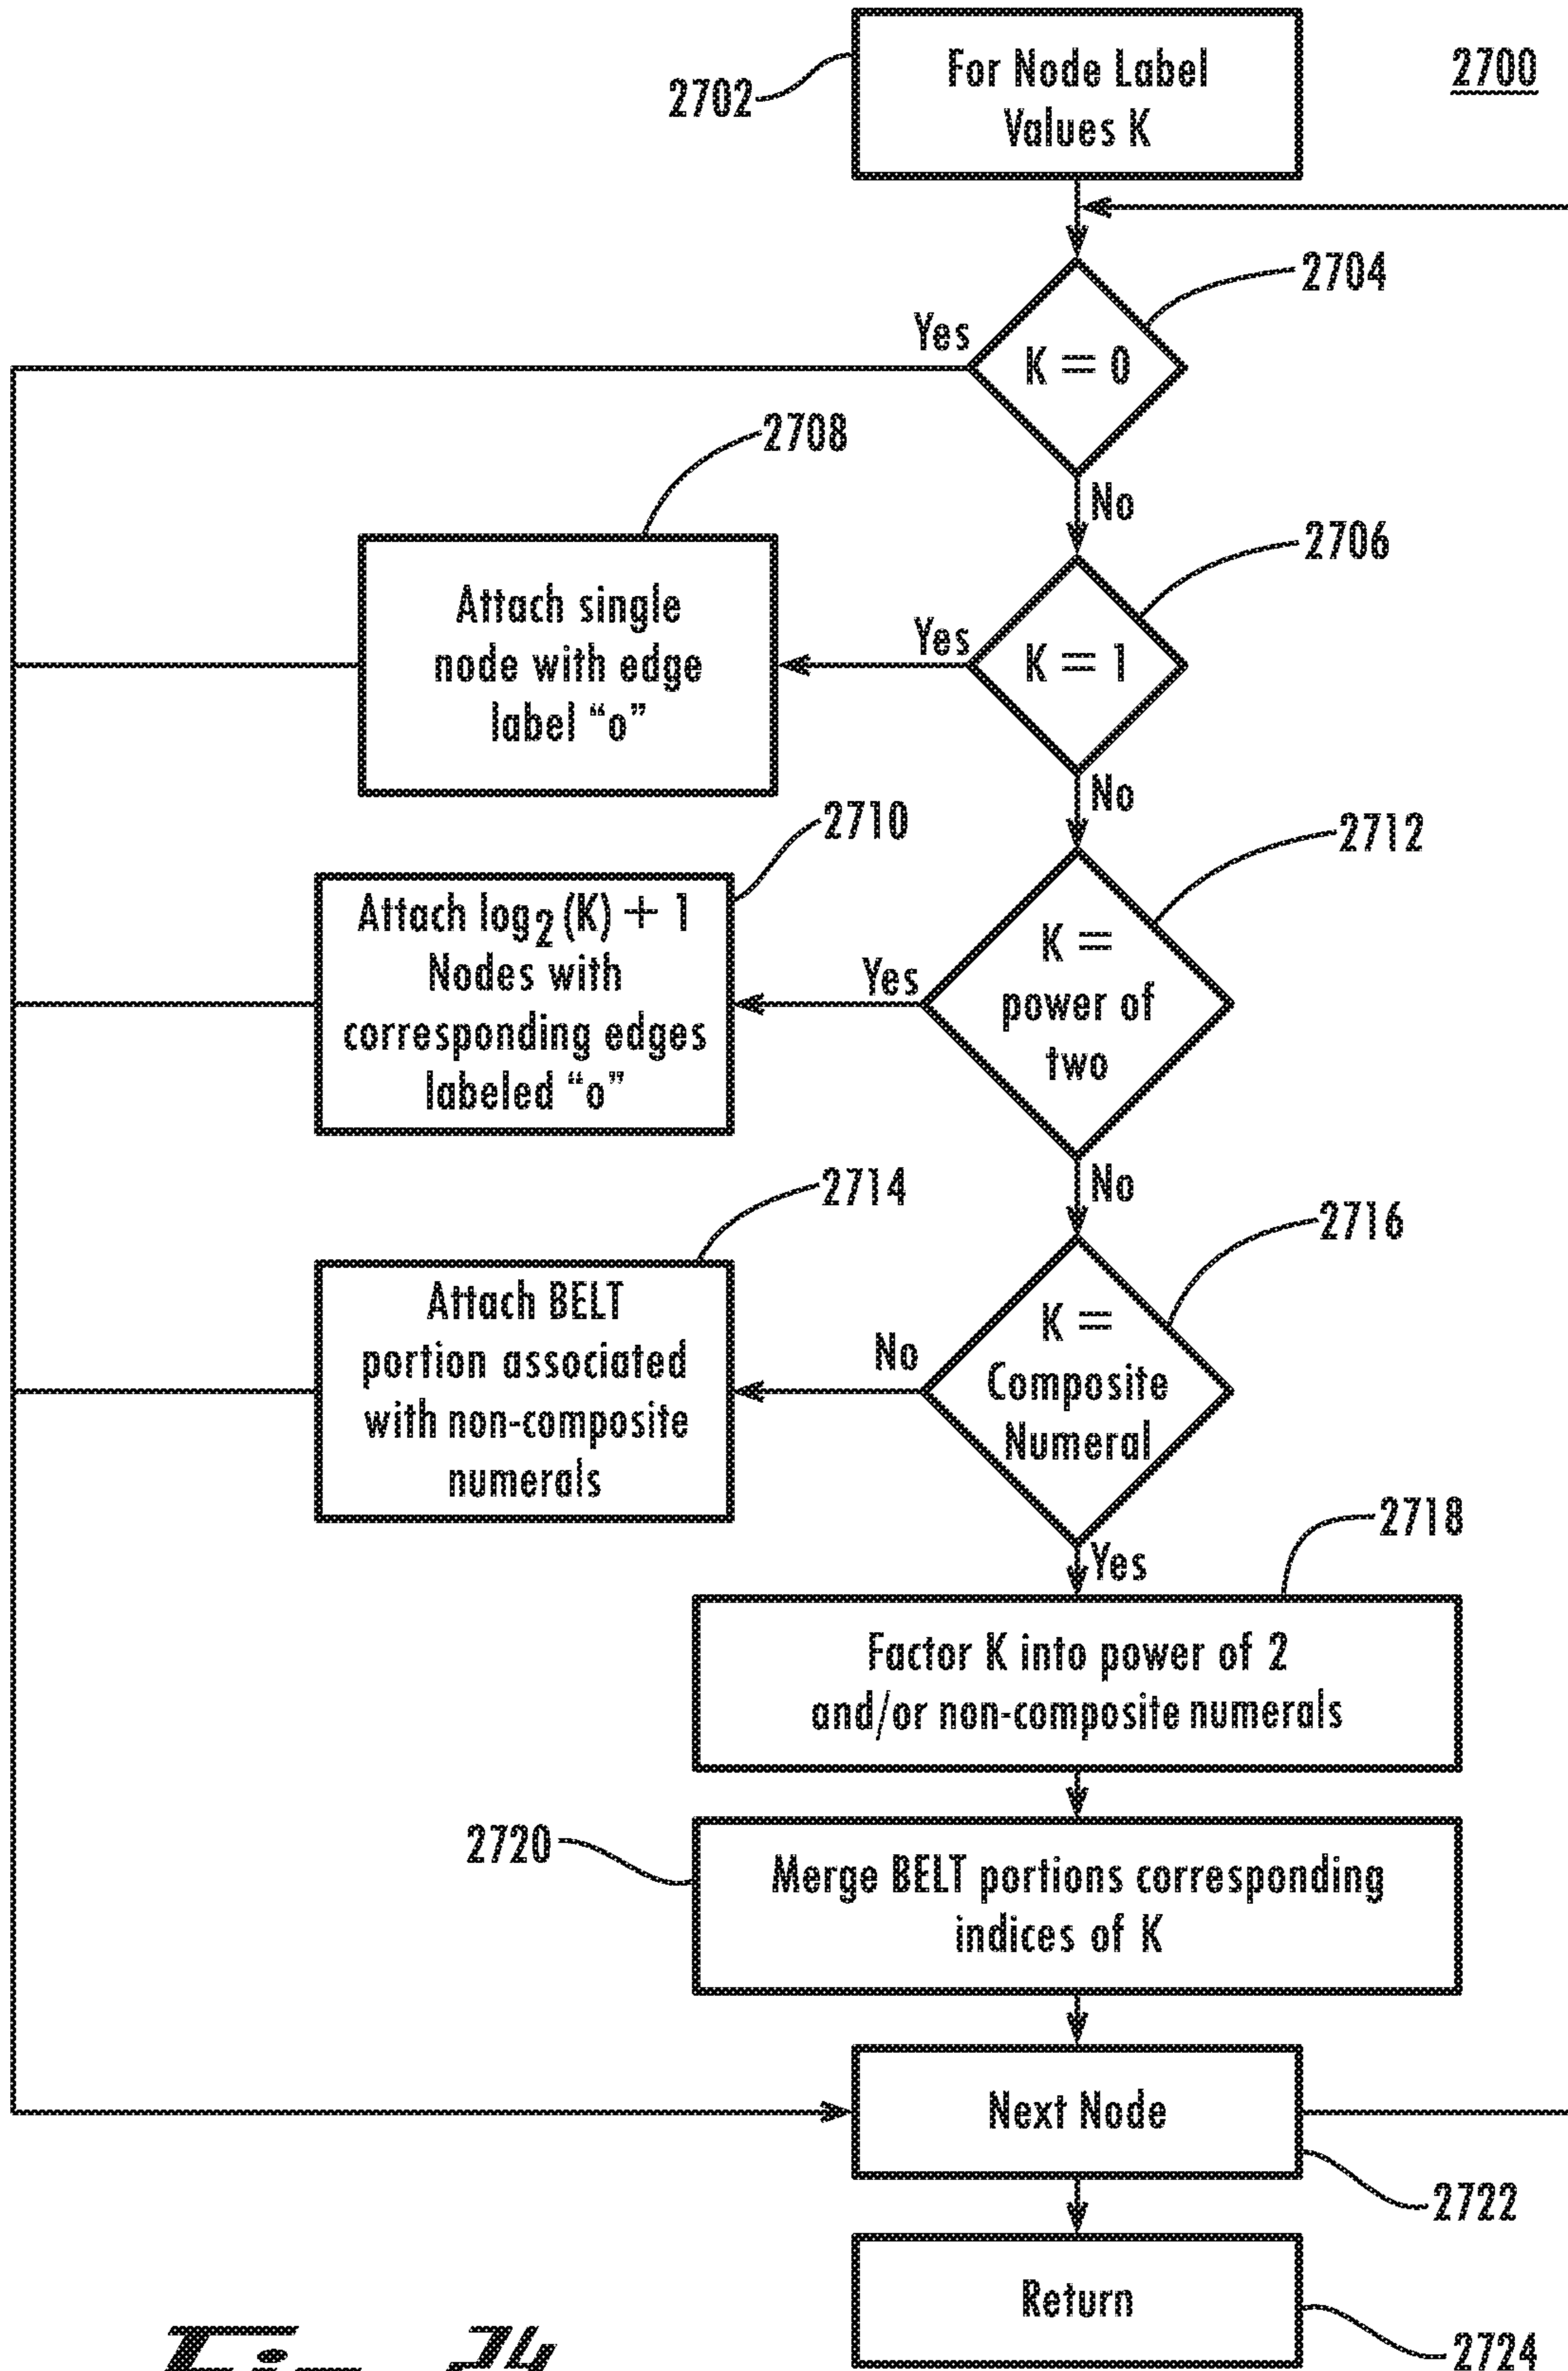 For Node Label
Values K
2700
2702
2704
Yes
K = 0
2708
No
2706
Attach single
node with edge
label “o”
Yes
K = 1
No
2710
2712
Attach log2 (K) + 1
Nodes with
corresponding edges
labeled “o”
Yes
K =
power of
two
No
2714
2716
Attach BELT
portion associated
with non-composite
numerals
No
K =
Composite
Numeral
2718
Yes
Factor K into power of 2
and/or non-composite numerals
2720
Merge BELT portions corresponding
indices of K
Next Node
2722
Return
2724